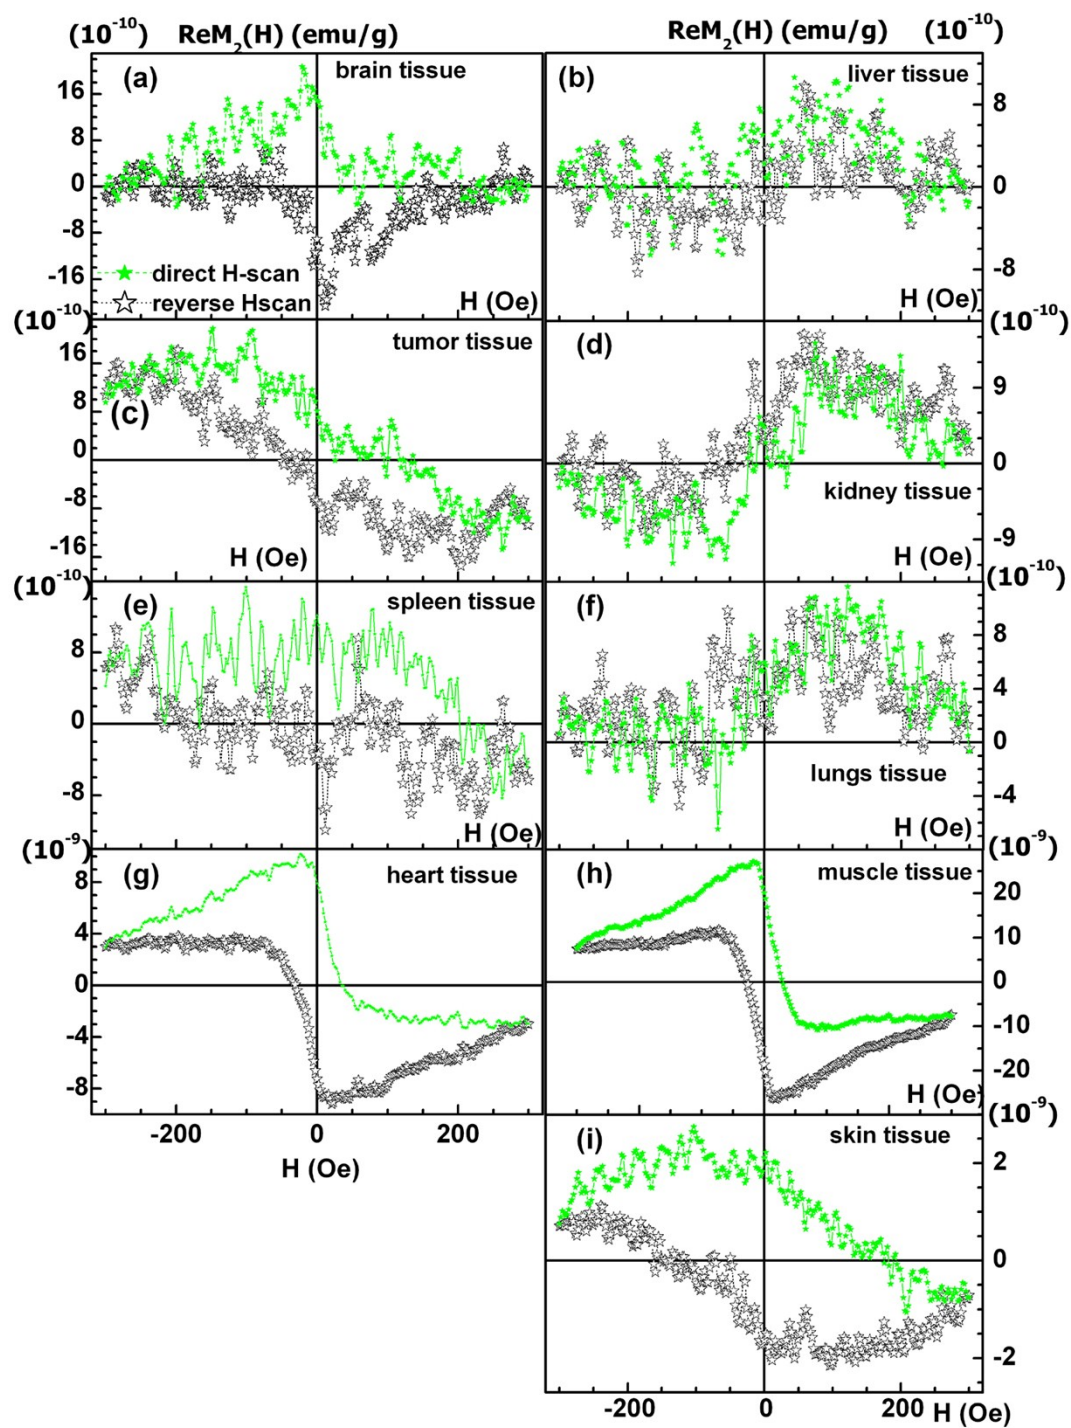 (10⁻¹⁰) ReM₂(H) (emu/g)
ReM₂(H) (emu/g) (10⁻¹⁰)
(a) brain tissue
16
8
0
-8
-16
direct H-scan
reverse Hscan
H (Oe)
(b) liver tissue
8
0
-8
H (Oe)
(10⁻¹⁰)
(c) tumor tissue
16
8
0
-8
-16
H (Oe)
(10⁻¹⁰)
(d)
9
0
kidney tissue
-9
H (Oe)
(10⁻¹⁰)
(e) spleen tissue
8
0
-8
H (Oe)
(10⁻¹⁰)
(f)
8
4
0
lungs tissue
-4
H (Oe)
(10⁻⁹)
(g) heart tissue
8
4
0
-4
-8
-200 0 200
H (Oe)
(10⁻⁹)
(h) muscle tissue
20
10
0
-10
-20
H (Oe)
(10⁻⁹)
(i) skin tissue
2
0
-2
-200 0 200 H (Oe)